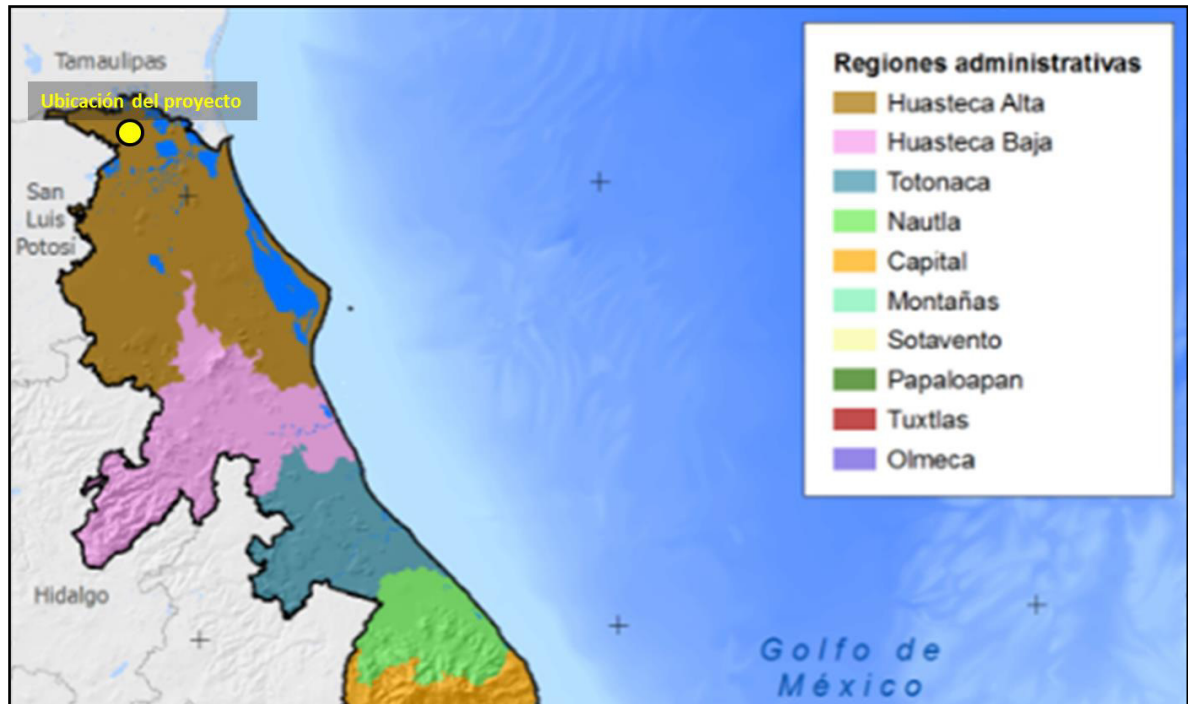 Tamaulipas
Ubicación del proyecto
San
Luis
Potosí
Hidalgo
Regiones administrativas
Huasteca Alta
Huasteca Baja
Totonaca
Nautla
Capital
Montañas
Sotavento
Papaloapan
Tuxtlas
Olmeca
Golfo de
México